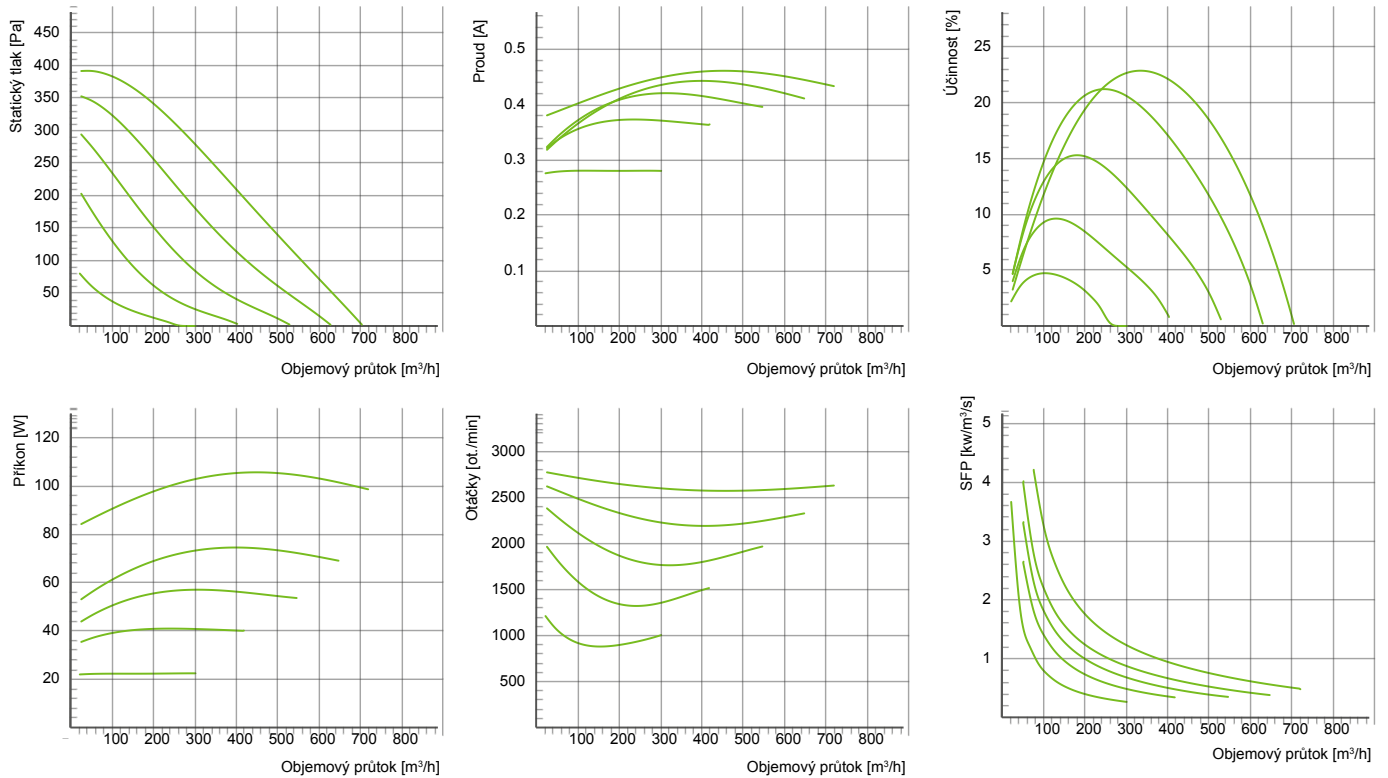 Statický tlak [Pa]
450
400
350
300
250
200
150
100
50
100 200 300 400 500 600 700 800
Objemový průtok [m³/h]
Proud [A]
0.5
0.4
0.3
0.2
0.1
100 200 300 400 500 600 700 800
Objemový průtok [m³/h]
Účinnost [%]
25
20
15
10
5
100 200 300 400 500 600 700 800
Objemový průtok [m³/h]
Příkon [W]
120
100
80
60
40
20
100 200 300 400 500 600 700 800
Objemový průtok [m³/h]
Otáčky [ot./min]
3000
2500
2000
1500
1000
500
100 200 300 400 500 600 700 800
Objemový průtok [m³/h]
SFP [kw/m³/s]
5
4
3
2
1
100 200 300 400 500 600 700 800
Objemový průtok [m³/h]